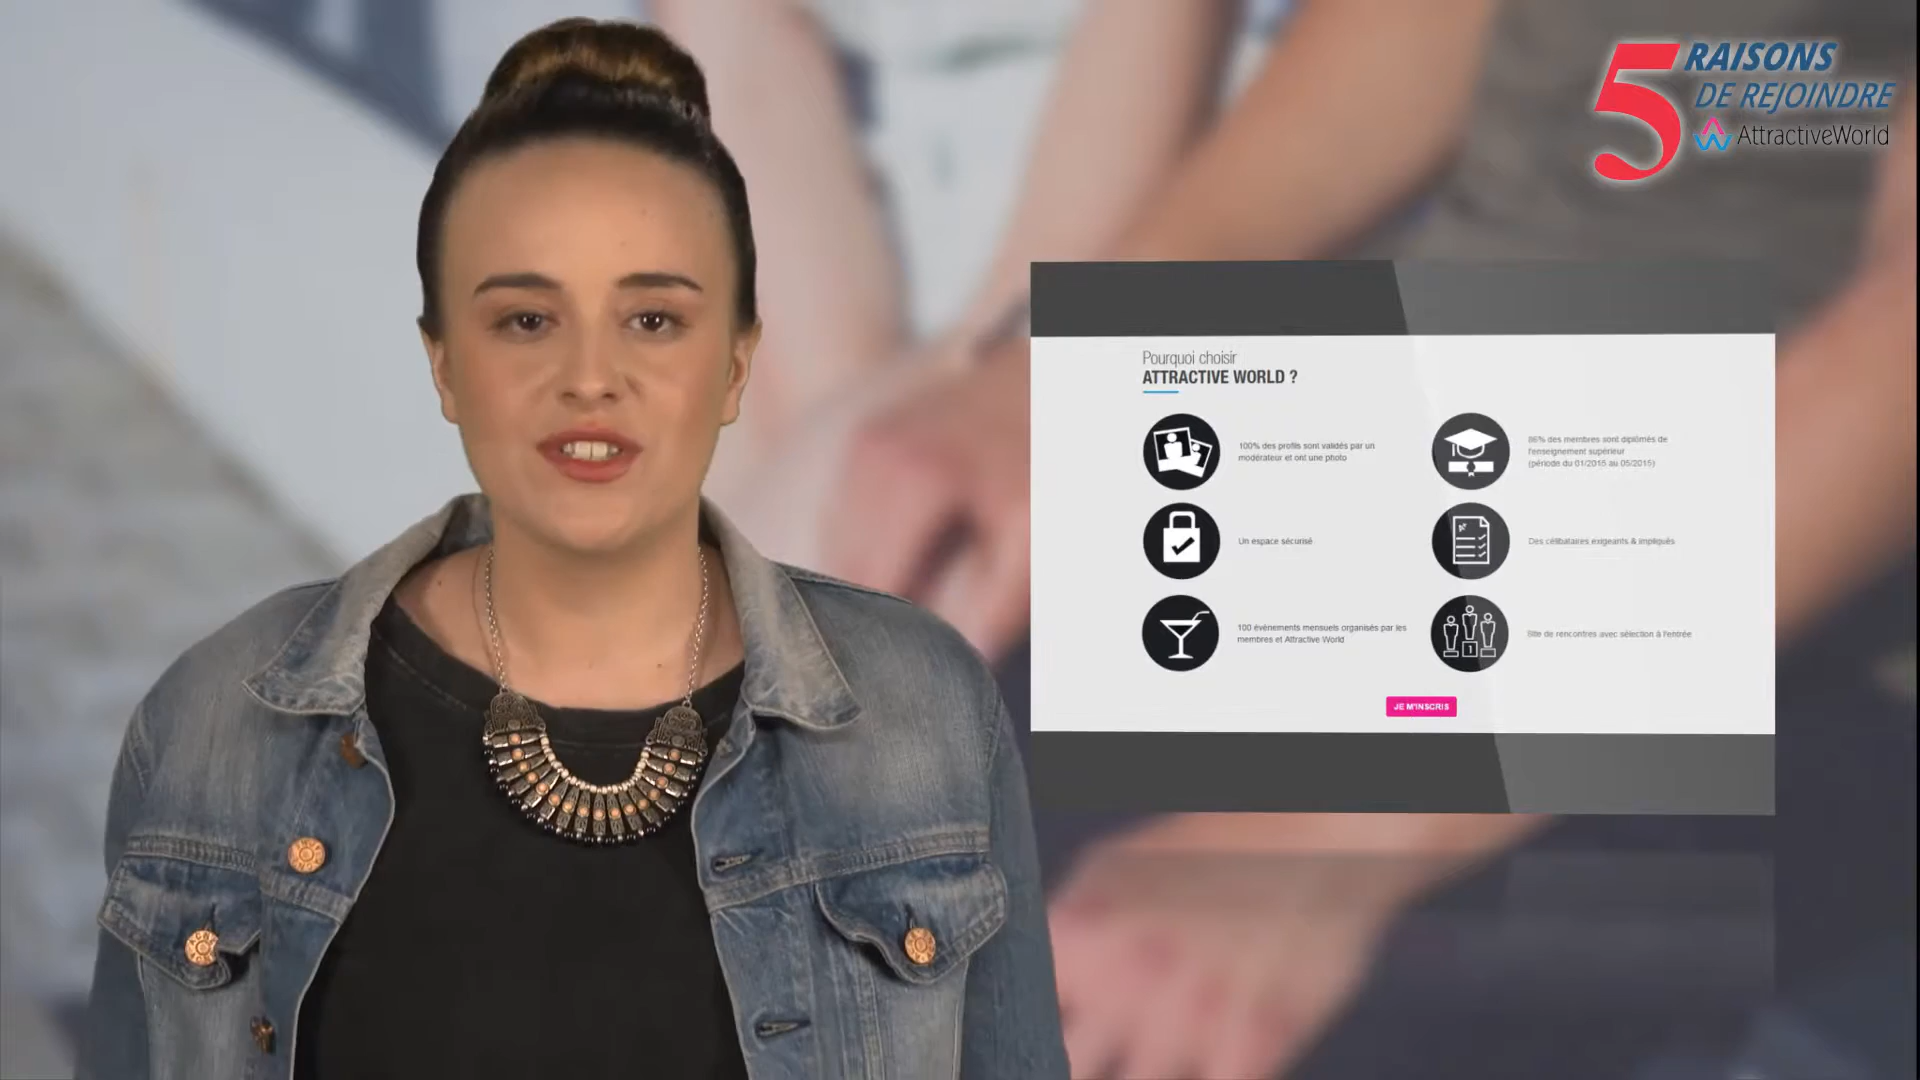 5 RAISONS
DE REJOINDRE
AttractiveWorld
Pourquoi choisir
ATTRACTIVE WORLD ?
100% des profils sont validés par un
modérateur et ont une photo
86% des membres sont diplômés de
l'enseignement supérieur
(période du 01/2015 au 05/2015)
Un espace sécurisé
Des célibataires exigeants & impliqués
100 évènements mensuels organisés par les
membres et Attractive World
Site de rencontres avec sélection à l'entrée
1
JE M'INSCRIS